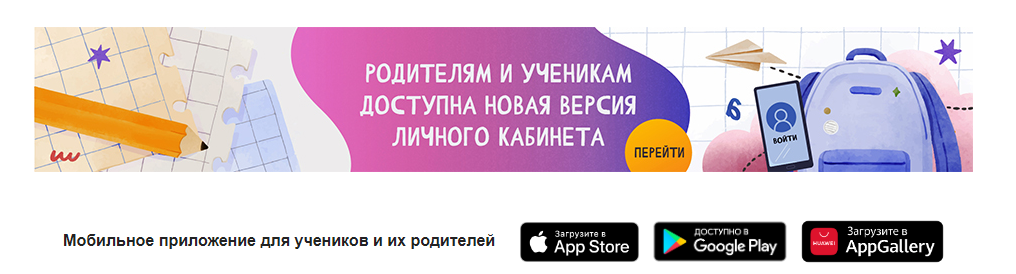 РОДИТЕЛЯМ И УЧЕНИКАМ
ДОСТУПНА НОВАЯ ВЕРСИЯ
ЛИЧНОГО КАБИНЕТА
ПЕРЕЙТИ
6
ВОЙТИ
Мобильное приложение для учеников и их родителей
Загрузите в
App Store
ДОСТУПНО В
Google Play
HUAWEI
Загрузите в
AppGallery